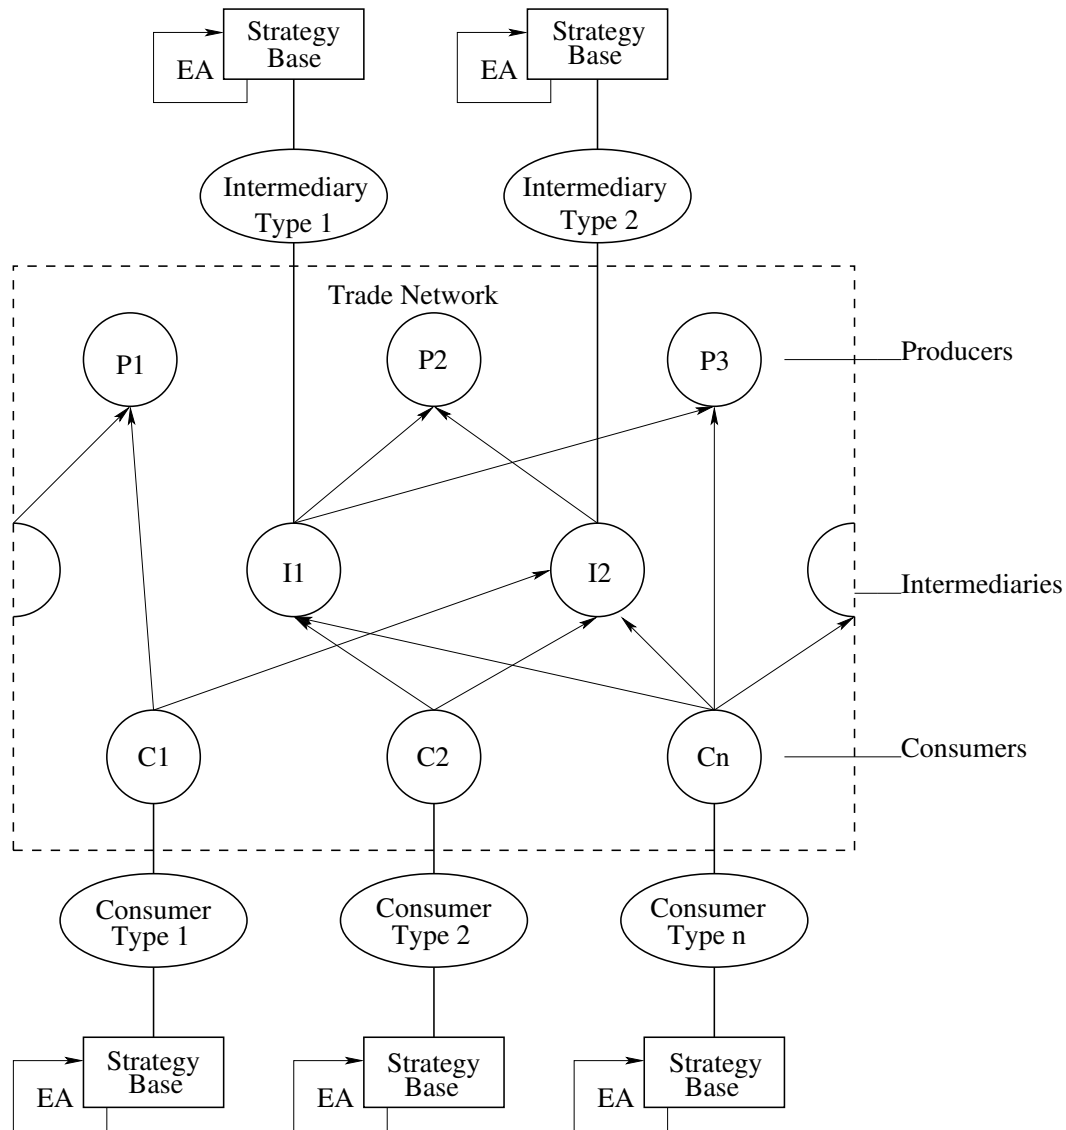 Strategy
Base
EA
Strategy
Base
EA
Intermediary
Type 1
Intermediary
Type 2
Trade Network
P1
P2
P3
Producers
I1
I2
Intermediaries
C1
C2
Cn
Consumers
Consumer
Type 1
Consumer
Type 2
Consumer
Type n
Strategy
Base
EA
Strategy
Base
EA
Strategy
Base
EA